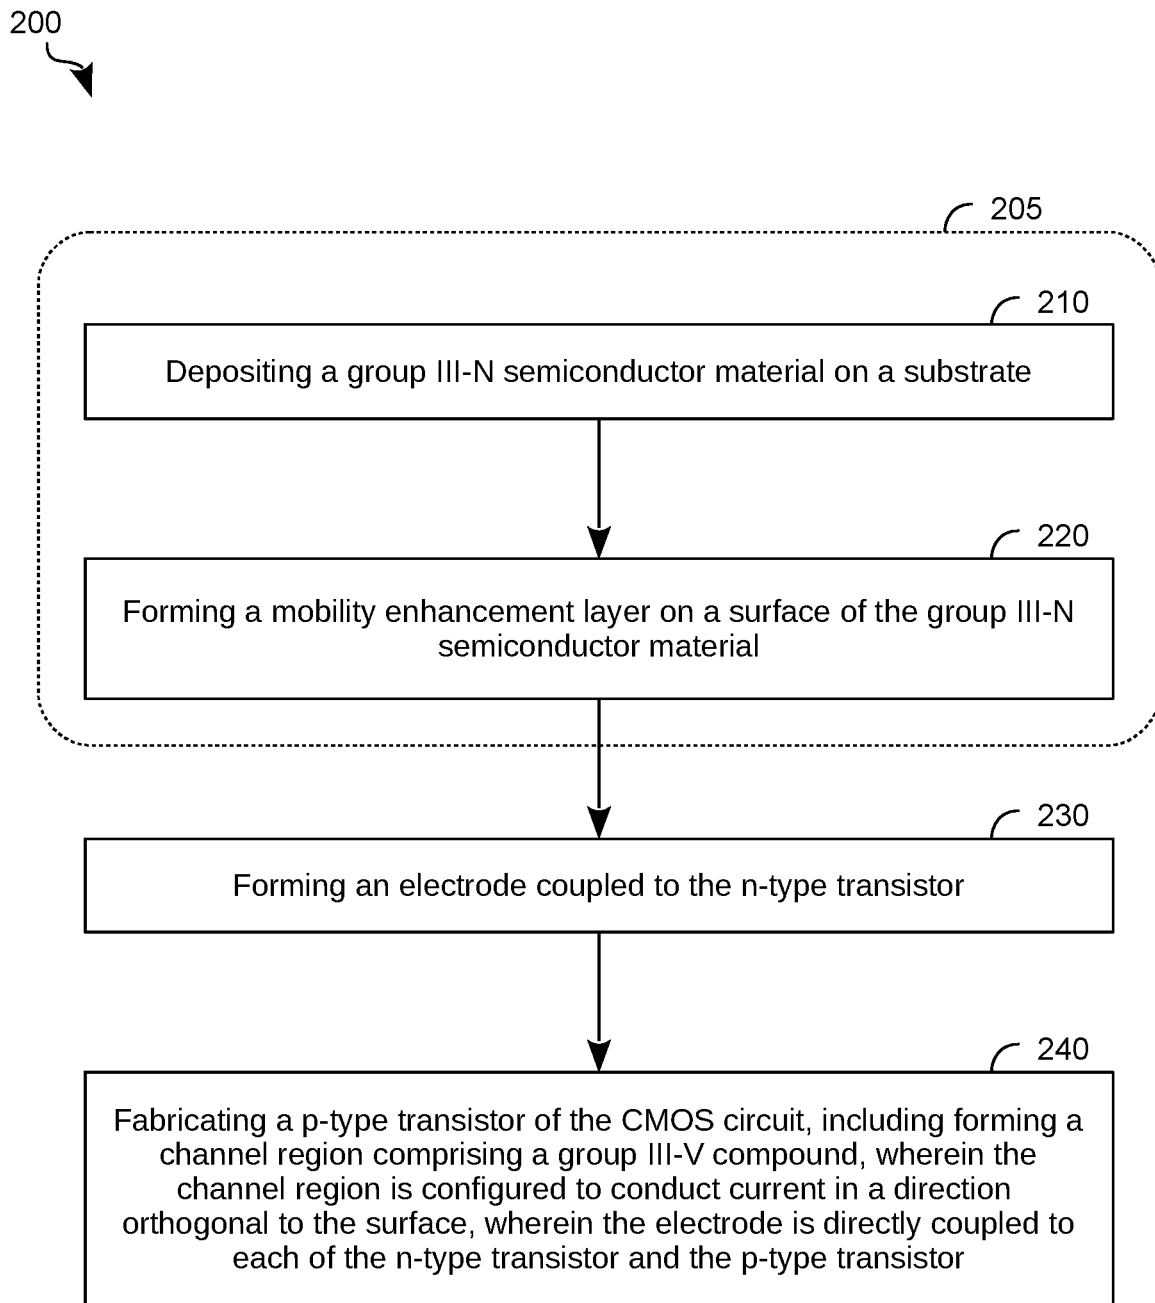 200
205
210
Depositing a group III-N semiconductor material on a substrate
220
Forming a mobility enhancement layer on a surface of the group III-N
semiconductor material
230
Forming an electrode coupled to the n-type transistor
240
Fabricating a p-type transistor of the CMOS circuit, including forming a
channel region comprising a group III-V compound, wherein the
channel region is configured to conduct current in a direction
orthogonal to the surface, wherein the electrode is directly coupled to
each of the n-type transistor and the p-type transistor